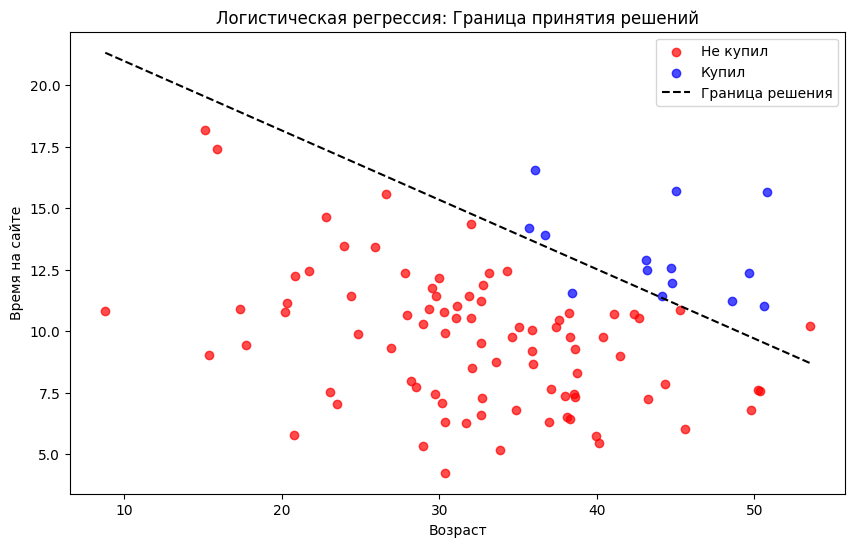 Логистическая регрессия: Граница принятия решений
Не купил
Купил
Граница решения
Время на сайте
20.0
17.5
15.0
12.5
10.0
7.5
5.0
10 20 30 40 50
Возраст